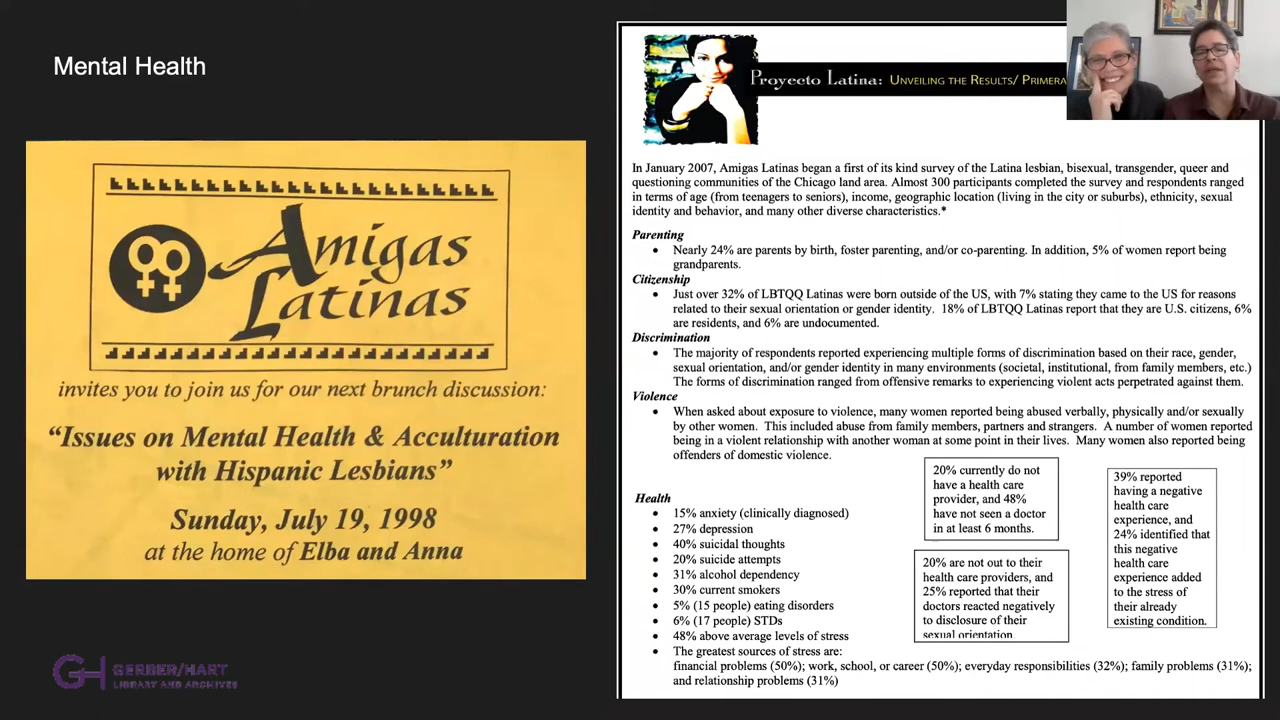 Mental Health
Amigas
Latinas
invites you to join us for our next brunch discussion:
“Issues on Mental Health & Acculturation
with Hispanic Lesbians”
Sunday, July 19, 1998
at the home of Elba and Anna
GH GERBER/HART
LIBRARY AND ARCHIVES
Proyecto Latina: UNVEILING THE RESULTS/ PRIMERA
In January 2007, Amigas Latinas began a first of its kind survey of the Latina lesbian, bisexual, transgender, queer and
questioning communities of the Chicago land area. Almost 300 participants completed the survey and respondents ranged
in terms of age (from teenagers to seniors), income, geographic location (living in the city or suburbs), ethnicity, sexual
identity and behavior, and many other diverse characteristics.*
Parenting
• Nearly 24% are parents by birth, foster parenting, and/or co-parenting. In addition, 5% of women report being
grandparents.
Citizenship
• Just over 32% of LBTQQ Latinas were born outside of the US, with 7% stating they came to the US for reasons
related to their sexual orientation or gender identity. 18% of LBTQQ Latinas report that they are U.S. citizens, 6%
are residents, and 6% are undocumented.
Discrimination
• The majority of respondents reported experiencing multiple forms of discrimination based on their race, gender,
sexual orientation, and/or gender identity in many environments (societal, institutional, from family members, etc.)
The forms of discrimination ranged from offensive remarks to experiencing violent acts perpetrated against them.
Violence
• When asked about exposure to violence, many women reported being abused verbally, physically and/or sexually
by other women. This included abuse from family members, partners and strangers. A number of women reported
being in a violent relationship with another woman at some point in their lives. Many women also reported being
offenders of domestic violence.
Health
• 15% anxiety (clinically diagnosed)
• 27% depression
• 40% suicidal thoughts
• 20% suicide attempts
• 31% alcohol dependency
• 30% current smokers
• 5% (15 people) eating disorders
• 6% (17 people) STDs
• 48% above average levels of stress
• The greatest sources of stress are:
financial problems (50%); work, school, or career (50%); everyday responsibilities (32%); family problems (31%);
and relationship problems (31%)
20% currently do not
have a health care
provider, and 48%
have not seen a doctor
in at least 6 months.
20% are not out to their
health care providers, and
25% reported that their
doctors reacted negatively
to disclosure of their
sexual orientation.
39% reported
having a negative
health care
experience, and
24% identified that
this negative
health care
experience added
to the stress of
their already
existing condition.